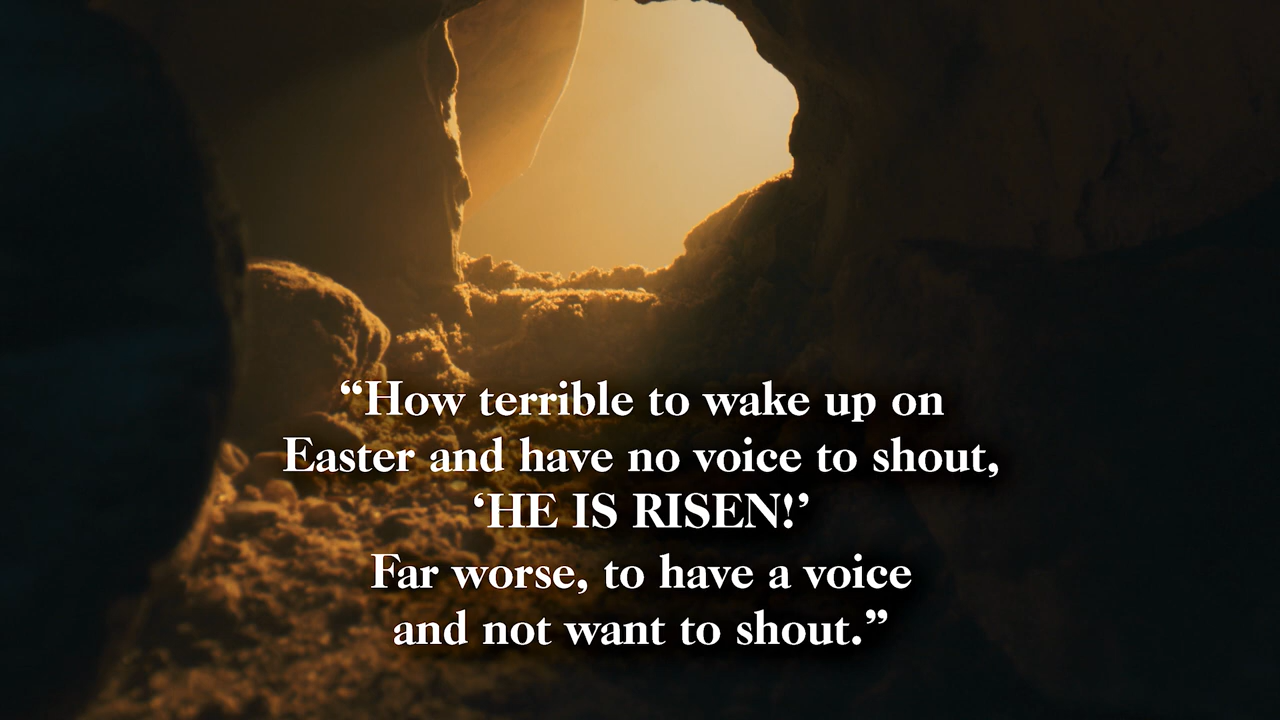 “How terrible to wake up on
Easter and have no voice to shout,
‘HE IS RISEN!’
Far worse, to have a voice
and not want to shout.”